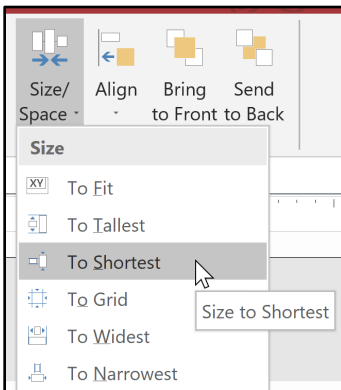 Size/ Align Bring Send
Space to Front to Back
Size
XY To Fit
To Tallest
To Shortest
To Grid
Size to Shortest
To Widest
To Narrowest